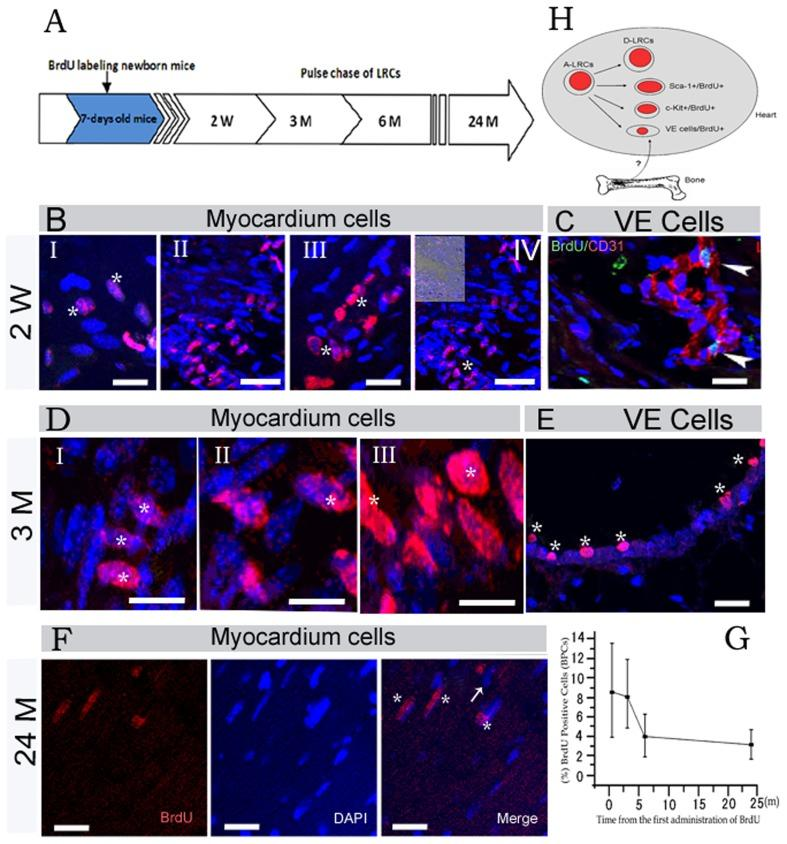 A
BrdU labeling newborn mice
Pulse chase of LRCs
7-days old mice
2 W
3 M
6 M
24 M
H
D-LRCs
A-LRCs
Sca-1+/BrdU+
c-Kit+/BrdU+
VE cells/BrdU+
Heart
?
Bone
B Myocardium cells
C VE Cells
2 W
I
II
III
IV
BrdU/CD31
D Myocardium cells
E VE Cells
3 M
I
II
III
*
F Myocardium cells
24 M
BrdU
DAPI
Merge
G
(%) BrdU Positive Cells (BPCs)
14
12
10
8
6
4
2
0
0 5 10 15 20 25(m)
Time from the first administration of BrdU